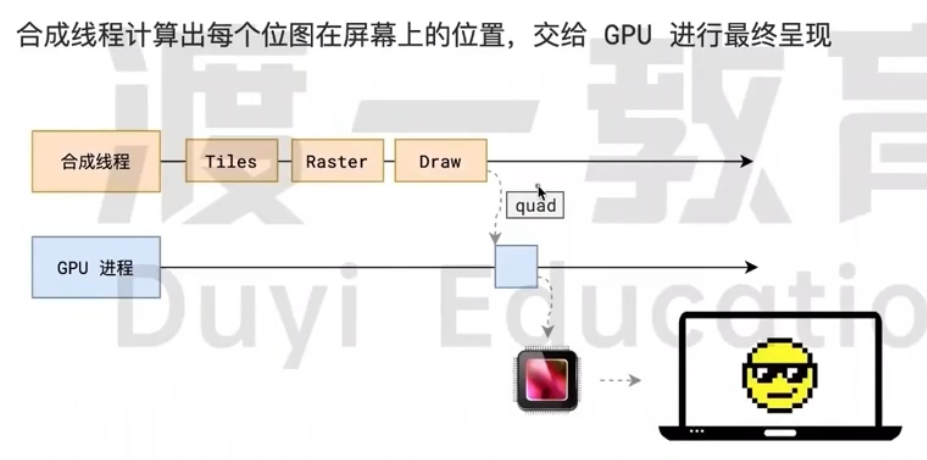 合成线程计算出每个位图在屏幕上的位置，交给 GPU 进行最终呈现
渡一教育
合成线程
Tiles
Raster
Draw
quad
GPU 进程
Duyi Educatio